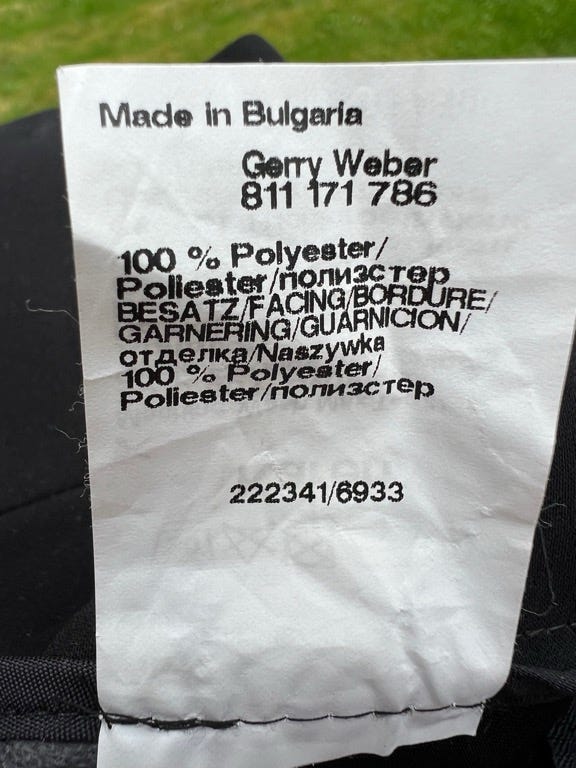 Made in Bulgaria
Gerry Weber
811 171 786
100 % Polyester/
Poliester/полиэстер
BESATZ/FACING/BORDURE/
GARNERING/GUARNICION/
отделка/Naszywka
100 % Polyester/
Poliester/полиэстер
222341/6933